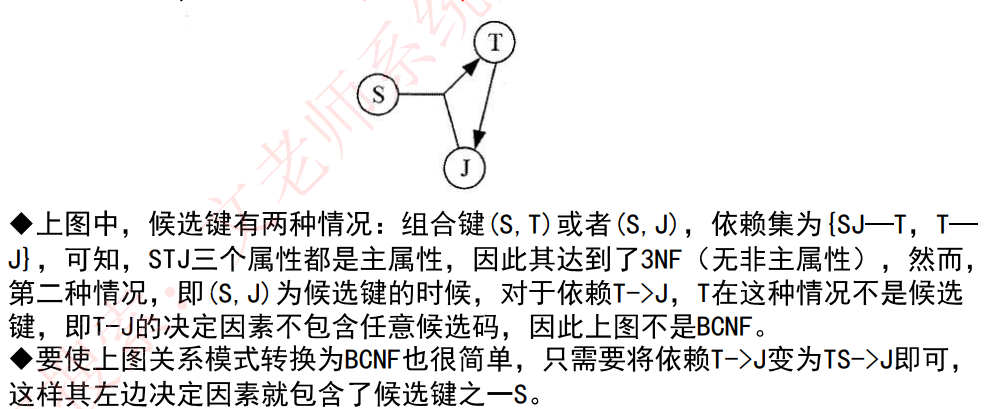 T
S
J
◆上图中，候选键有两种情况：组合键(S,T)或者(S,J)，依赖集为{SJ—T，T—
J}，可知，STJ三个属性都是主属性，因此其达到了3NF（无非主属性），然而，
第二种情况，即(S,J)为候选键的时候，对于依赖T->J，T在这种情况不是候选
键，即T-J的决定因素不包含任意候选码，因此上图不是BCNF。
◆要使上图关系模式转换为BCNF也很简单，只需要将依赖T->J变为TS->J即可，
这样其左边决定因素就包含了候选键之一S。
文老师系统